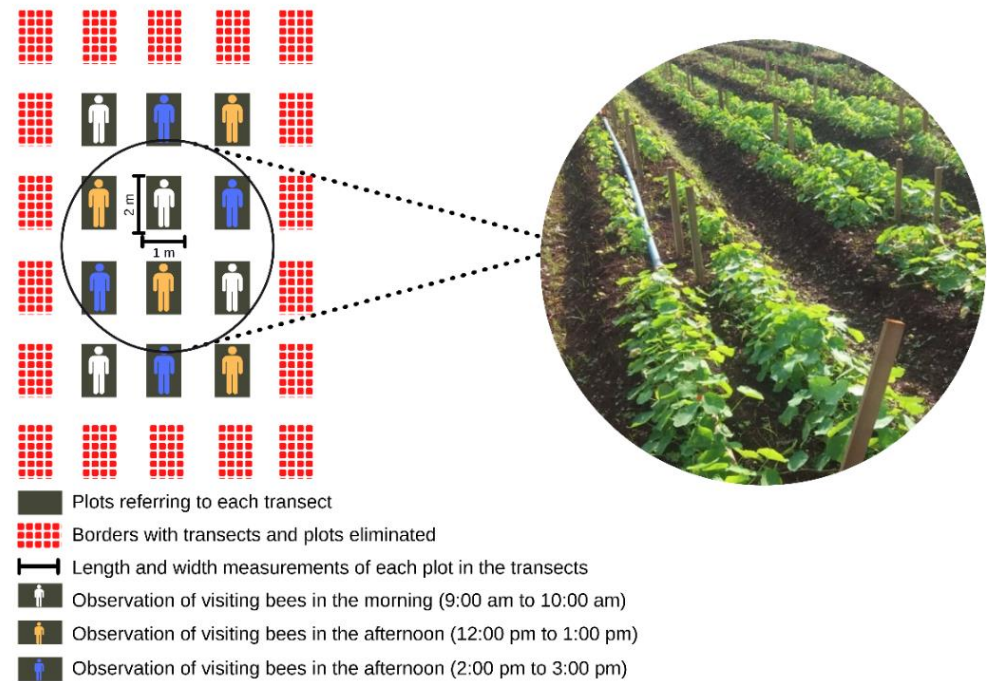 2 m
1 m
Plots referring to each transect
Borders with transects and plots eliminated
Length and width measurements of each plot in the transects
Observation of visiting bees in the morning (9:00 am to 10:00 am)
Observation of visiting bees in the afternoon (12:00 pm to 1:00 pm)
Observation of visiting bees in the afternoon (2:00 pm to 3:00 pm)